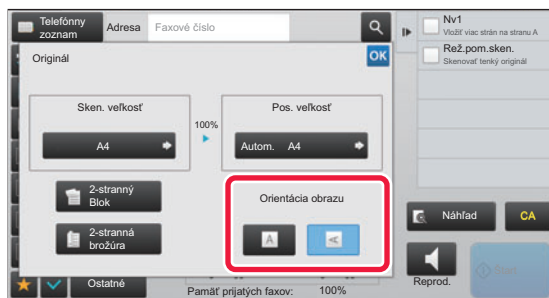 Telefónny
zoznam
Adresa
Faxové číslo
Nv1
Vložiť viac strán na stranu A
Rež.pom.sken.
Skenovať tenký originál
Originál
OK
Sken. veľkosť
100%
Pos. veľkosť
A4
Autom. A4
2-stranný
Blok
2-stranná
brožúra
Orientácia obrazu
A
A
Náhľad
CA
Ostatné
Pamäť prijatých faxov: 100%
Reprod.
Štart